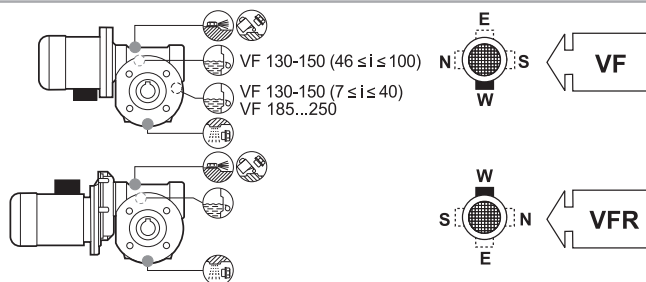 E
N S
W
VF
VF 130-150 (46 ≤ i ≤ 100)
VF 130-150 (7 ≤ i ≤ 40)
VF 185...250
W
S N
E
VFR